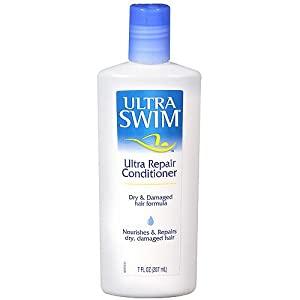 ULTRA
SWIM
Ultra Repair
Conditioner
Dry & Damaged
hair formula
Nourishes & Repairs
dry, damaged hair
7 FL OZ (207 mL)